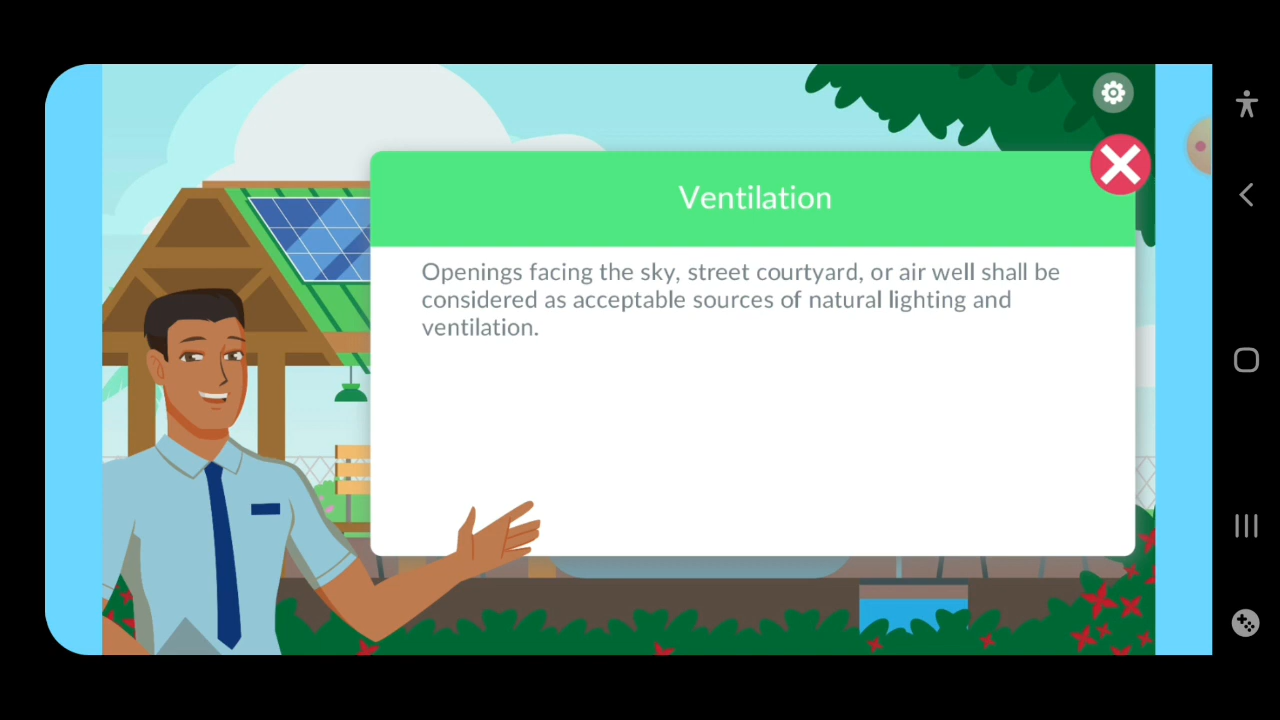 Ventilation
Openings facing the sky, street courtyard, or air well shall be
considered as acceptable sources of natural lighting and
ventilation.